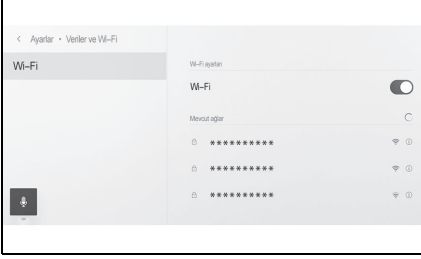 < Ayarlar • Veriler ve Wi-Fi
Wi-Fi
Wi-Fi ayarları
Wi-Fi
Mevcut ağlar
**********
**********
**********